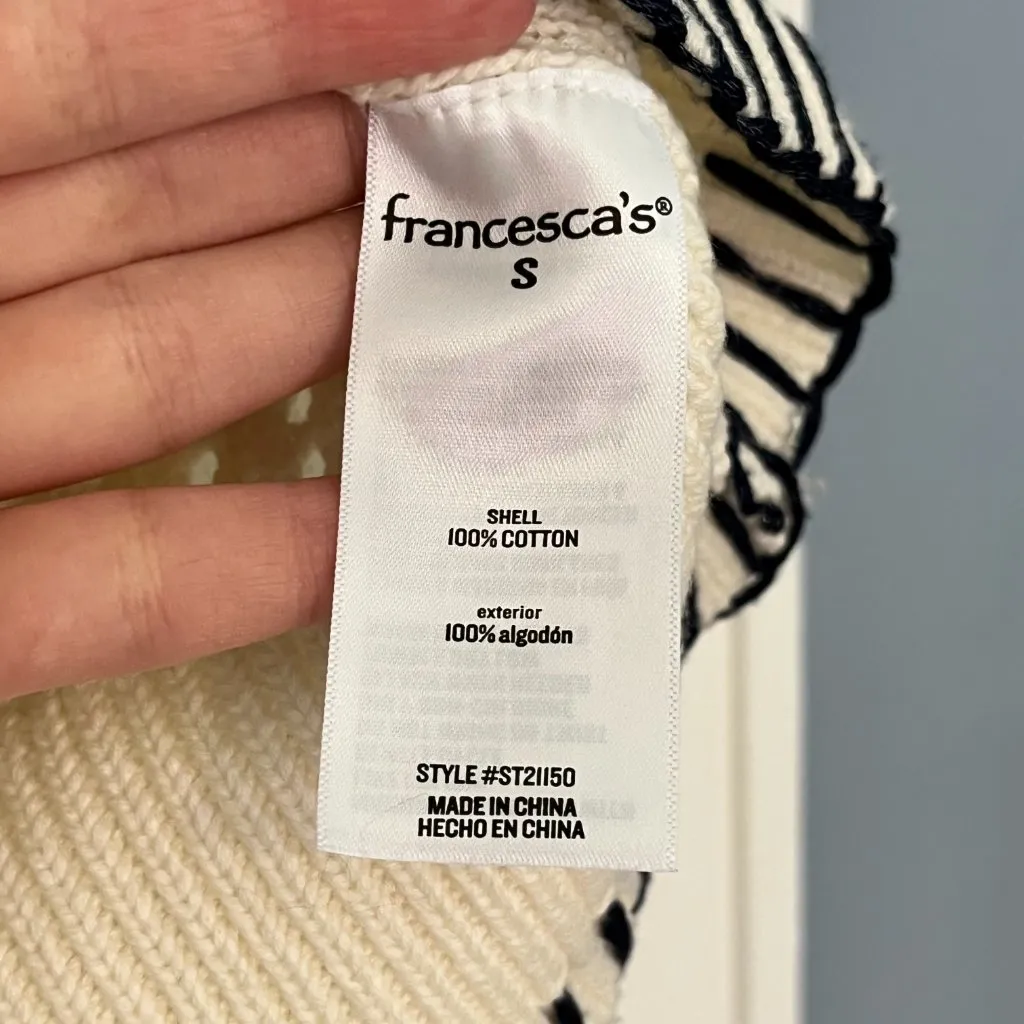 francesca's®
S
SHELL
100% COTTON
exterior
100% algodón
STYLE #ST21150
MADE IN CHINA
HECHO EN CHINA